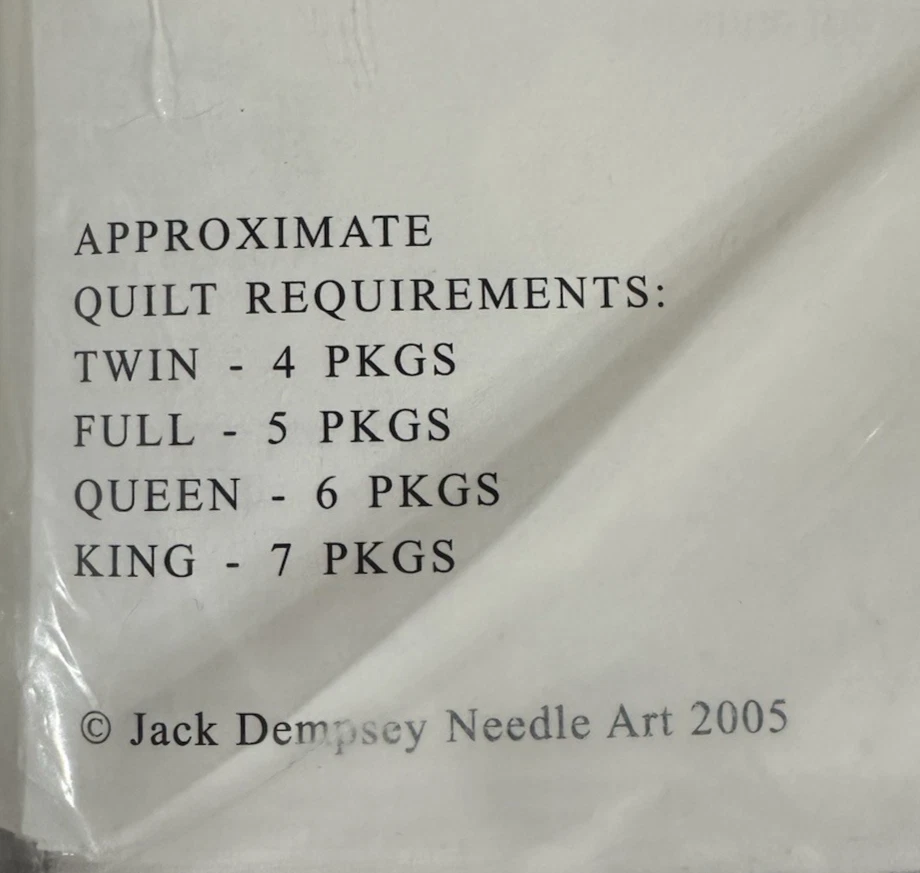 APPROXIMATE
QUILT REQUIREMENTS:
TWIN - 4 PKGS
FULL - 5 PKGS
QUEEN - 6 PKGS
KING - 7 PKGS
© Jack Dempsey Needle Art 2005